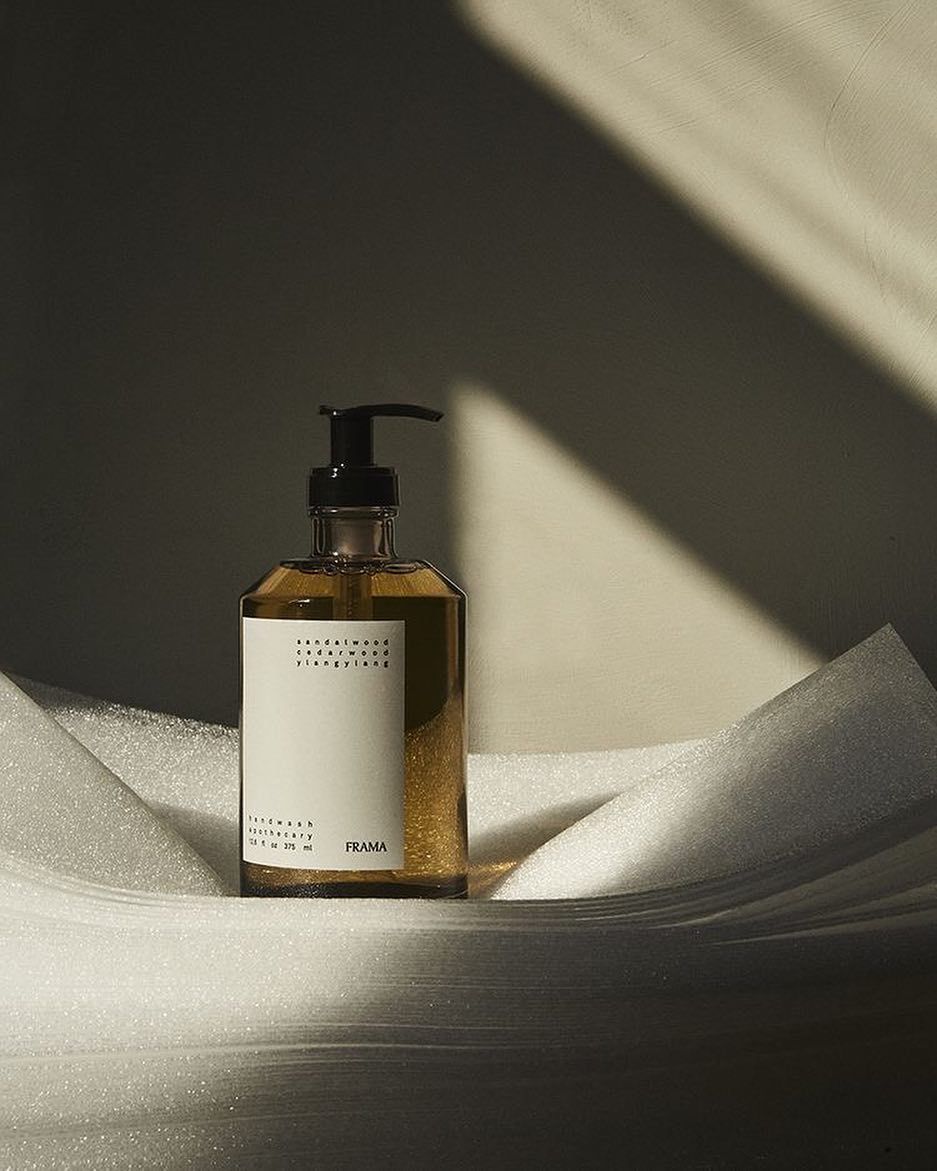 sandalwood
cedarwood
ylangylang
handwash
apothecary
12.6 fl oz 375 ml
FRAMA